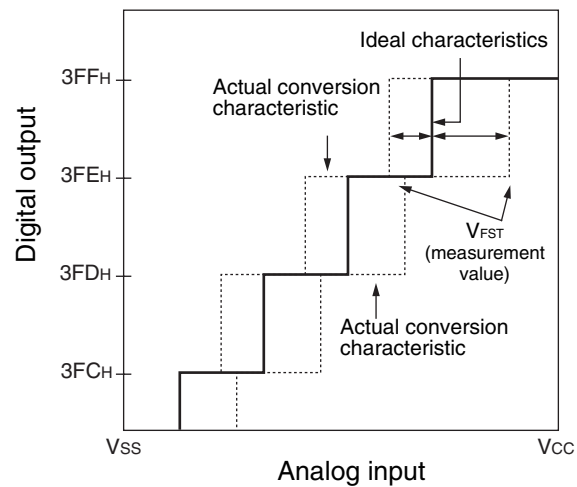 Ideal characteristics
3FFH
Actual conversion
characteristic
3FEH
Digital output
VFST
(measurement
value)
3FDH
Actual conversion
characteristic
3FCH
VSS
VCC
Analog input